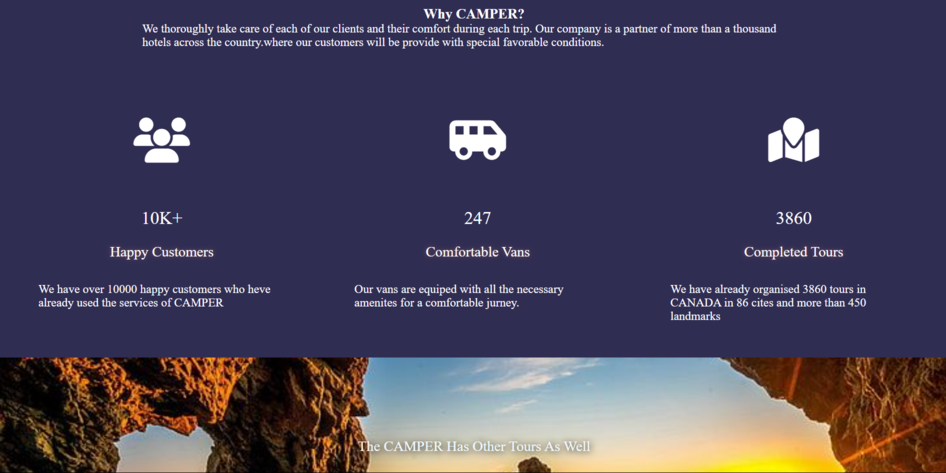 Why CAMPER?
We thoroughly take care of each of our clients and their comfort during each trip. Our company is a partner of more than a thousand
hotels across the country.where our customers will be provide with special favorable conditions.
10K+
247
3860
Happy Customers
Comfortable Vans
Completed Tours
We have over 10000 happy customers who heve
already used the services of CAMPER
Our vans are equiped with all the necessary
amenites for a comfortable jurney.
We have already organised 3860 tours in
CANADA in 86 cites and more than 450
landmarks
The CAMPER Has Other Tours As Well